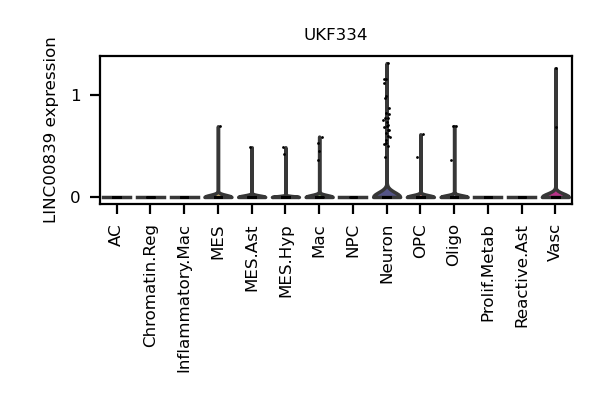 UKF334
LINC00839 expression
1
0
AC
Chromatin.Reg
Inflammatory.Mac
MES
MES.Ast
MES.Hyp
Mac
NPC
Neuron
OPC
Oligo
Prolif.Metab
Reactive.Ast
Vasc